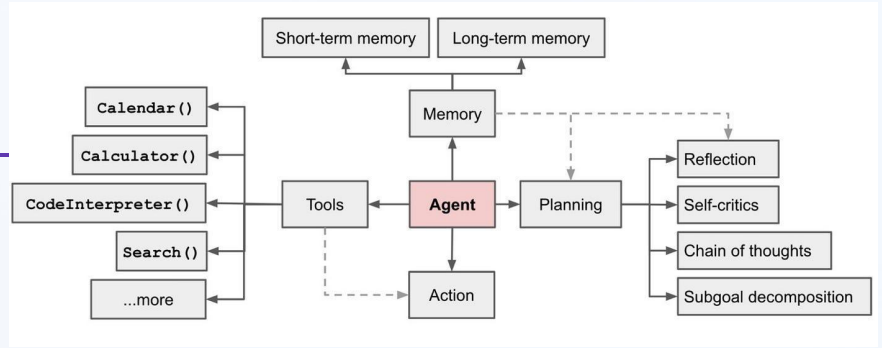 Short-term memory
Long-term memory
Calendar()
Memory
Calculator()
Reflection
CodeInterpreter()
Tools
Agent
Planning
Self-critics
Search()
Chain of thoughts
...more
Action
Subgoal decomposition